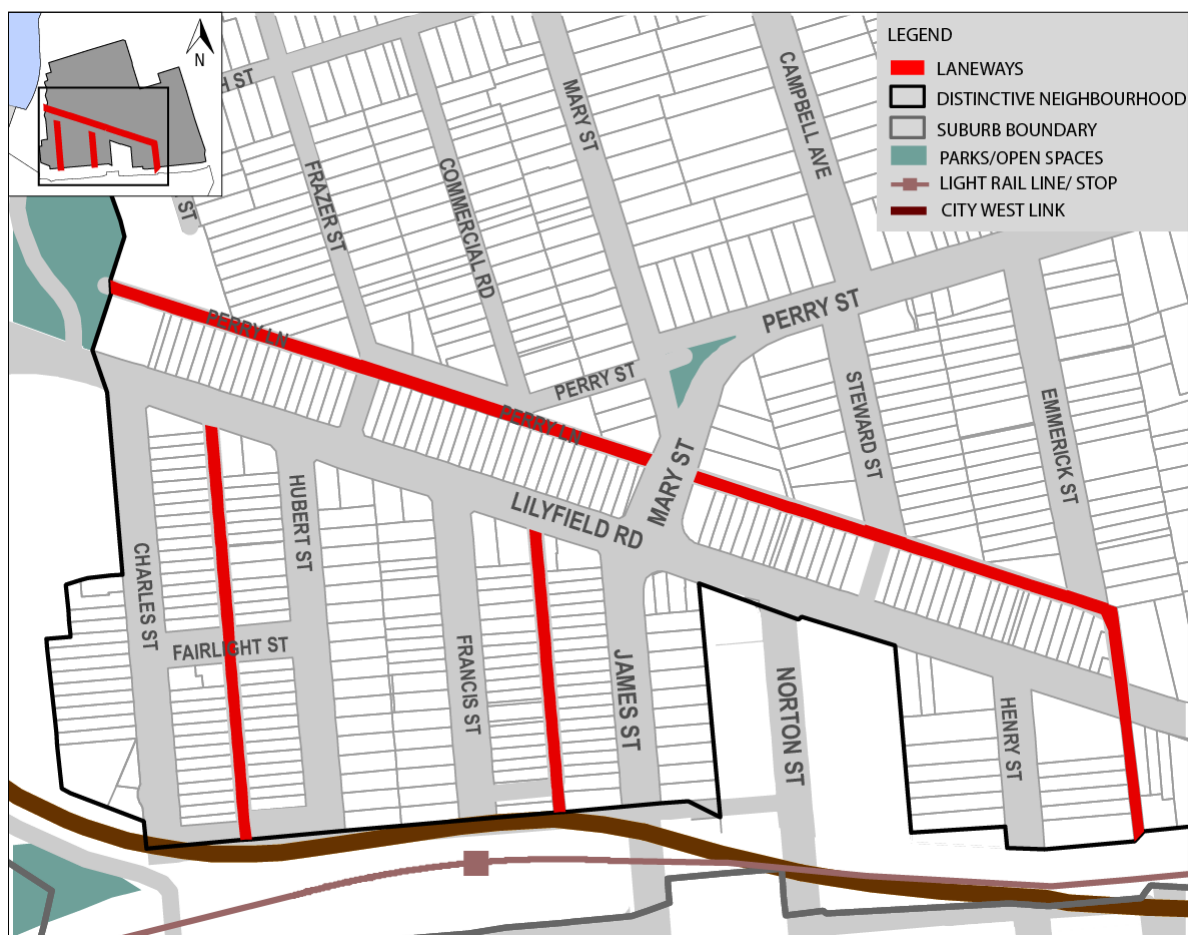 N
LEGEND
LANEWAYS
DISTINCTIVE NEIGHBOURHOOD
SUBURB BOUNDARY
PARKS/OPEN SPACES
LIGHT RAIL LINE/ STOP
CITY WEST LINK
H ST
ST
FRAZER ST
COMMERCIAL RD
MARY ST
CAMPBELL AVE
PERRY LN
PERRY ST
PERRY ST
PERRY LN
STEWARD ST
EMMERICK ST
MARY ST
LILYFIELD RD
HUBERT ST
CHARLES ST
FAIRLIGHT ST
FRANCIS ST
JAMES ST
NORTON ST
HENRY ST